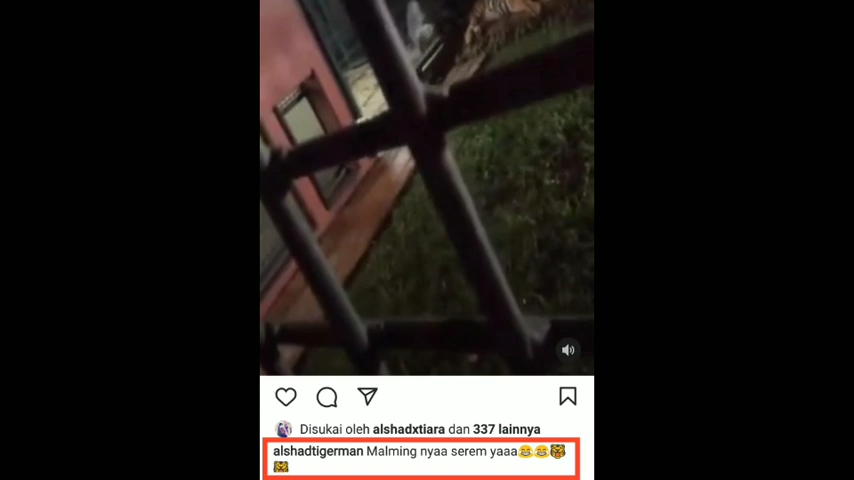 Disukai oleh alshadxtiara dan 337 lainnya
alshadtigerman Malming nyaa serem yaaa😂😂🐯
🐯